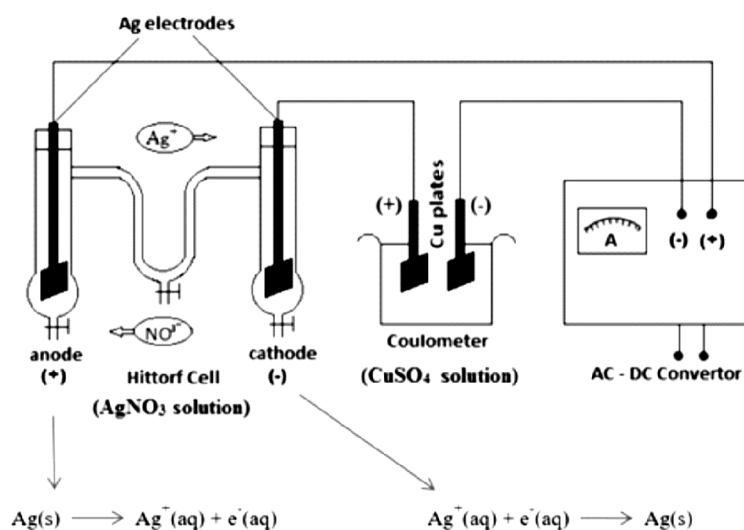 Ag electrodes
Ag⁺
(+) Cu plates (-)
A
(-) (+)
NO³⁻
anode
(+)
Hittorf Cell
(AgNO₃ solution)
cathode
(-)
Coulometer
(CuSO₄ solution)
AC - DC Convertor
Ag(s) ⟶ Ag⁺(aq) + e⁻(aq)
Ag⁺(aq) + e⁻(aq) ⟶ Ag(s)